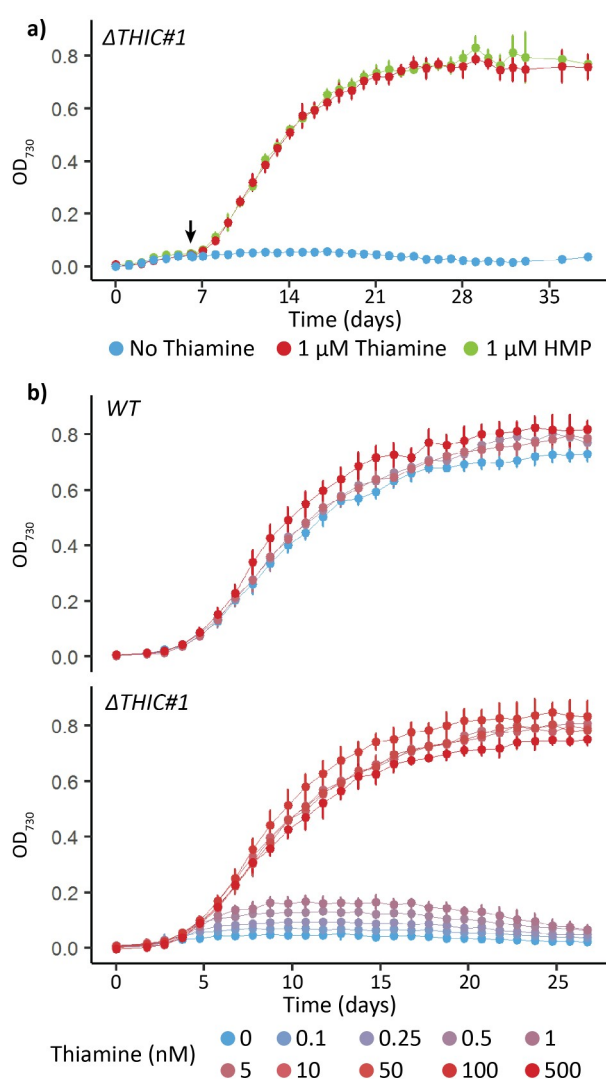 a) ΔTHIC#1
OD730
0.8
0.6
0.4
0.2
0.0
0 7 14 21 28 35
Time (days)
No Thiamine 1 µM Thiamine 1 µM HMP
b) WT
OD730
0.8
0.6
0.4
0.2
0.0
ΔTHIC#1
OD730
0.8
0.6
0.4
0.2
0.0
0 5 10 15 20 25
Time (days)
Thiamine (nM) 0 0.1 0.25 0.5 1
5 10 50 100 500